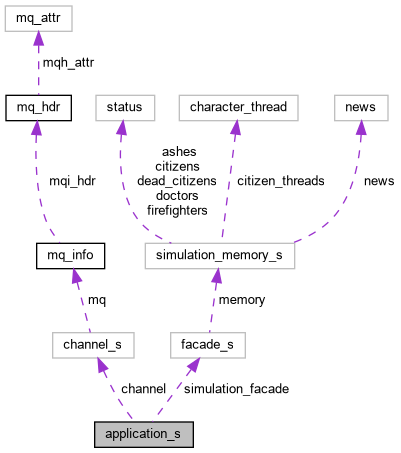 mq_attr
mqh_attr
mq_hdr
status
character_thread
news
ashes
citizens
dead_citizens
doctors
firefighters
mqi_hdr
citizen_threads
news
mq_info
simulation_memory_s
mq
memory
channel_s
facade_s
channel
simulation_facade
application_s